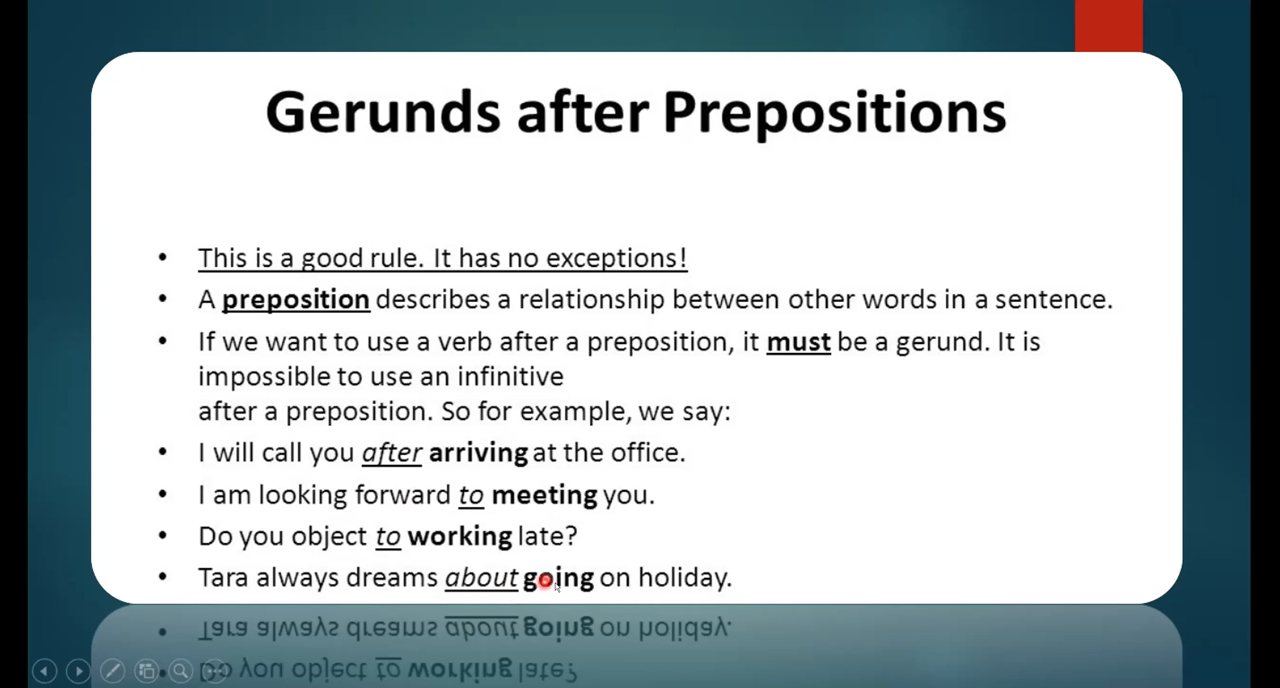 Gerunds after Prepositions
• This is a good rule. It has no exceptions!
• A preposition describes a relationship between other words in a sentence.
• If we want to use a verb after a preposition, it must be a gerund. It is
impossible to use an infinitive
after a preposition. So for example, we say:
• I will call you after arriving at the office.
• I am looking forward to meeting you.
• Do you object to working late?
• Tara always dreams about going on holiday.